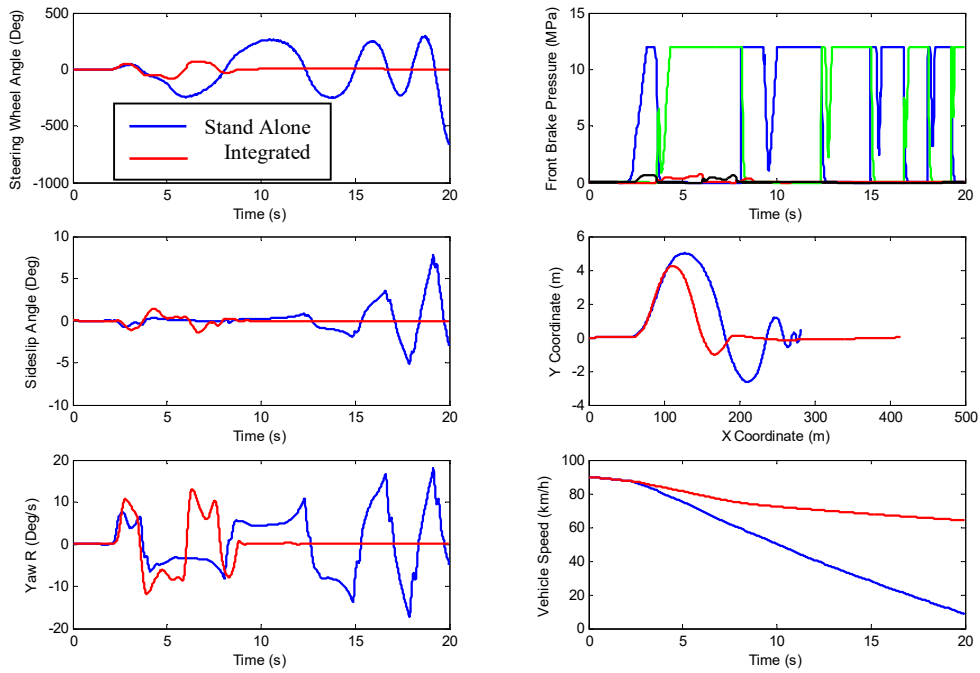 Steering Wheel Angle (Deg)
500
0
-500
-1000
0 5 10 15 20
Time (s)
Stand Alone
Integrated
Front Brake Pressure (MPa)
15
10
5
0
0 5 10 15 20
Time (s)
Sideslip Angle (Deg)
10
5
0
-5
-10
0 5 10 15 20
Time (s)
Y Coordinate (m)
6
4
2
0
-2
-4
0 100 200 300 400 500
X Coordinate (m)
Yaw R (Deg/s)
20
10
0
-10
-20
0 5 10 15 20
Time (s)
Vehicle Speed (km/h)
100
80
60
40
20
0
0 5 10 15 20
Time (s)